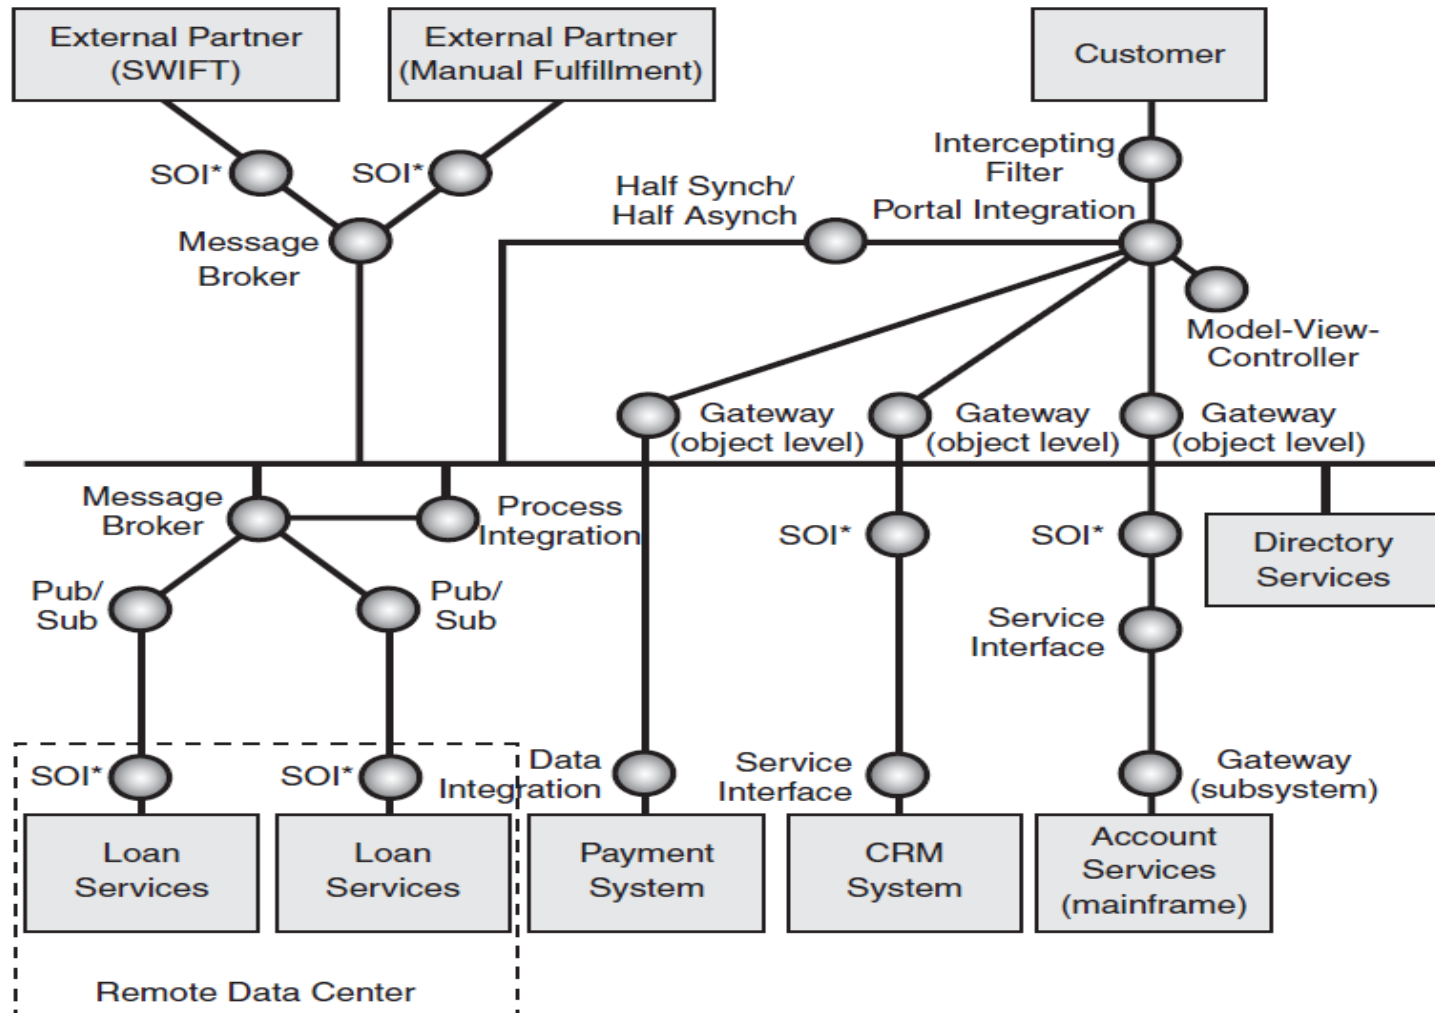 External Partner
(SWIFT)
External Partner
(Manual Fulfillment)
Customer
Intercepting
Filter
SOI*
SOI*
Half Synch/
Half Asynch
Portal Integration
Message
Broker
Model-View-
Controller
Gateway
(object level)
Gateway
(object level)
Gateway
(object level)
Message
Broker
Process
Integration
SOI*
SOI*
Directory
Services
Pub/
Sub
Pub/
Sub
Service
Interface
SOI*
SOI*
Data
Integration
Service
Interface
Gateway
(subsystem)
Loan
Services
Loan
Services
Payment
System
CRM
System
Account
Services
(mainframe)
Remote Data Center